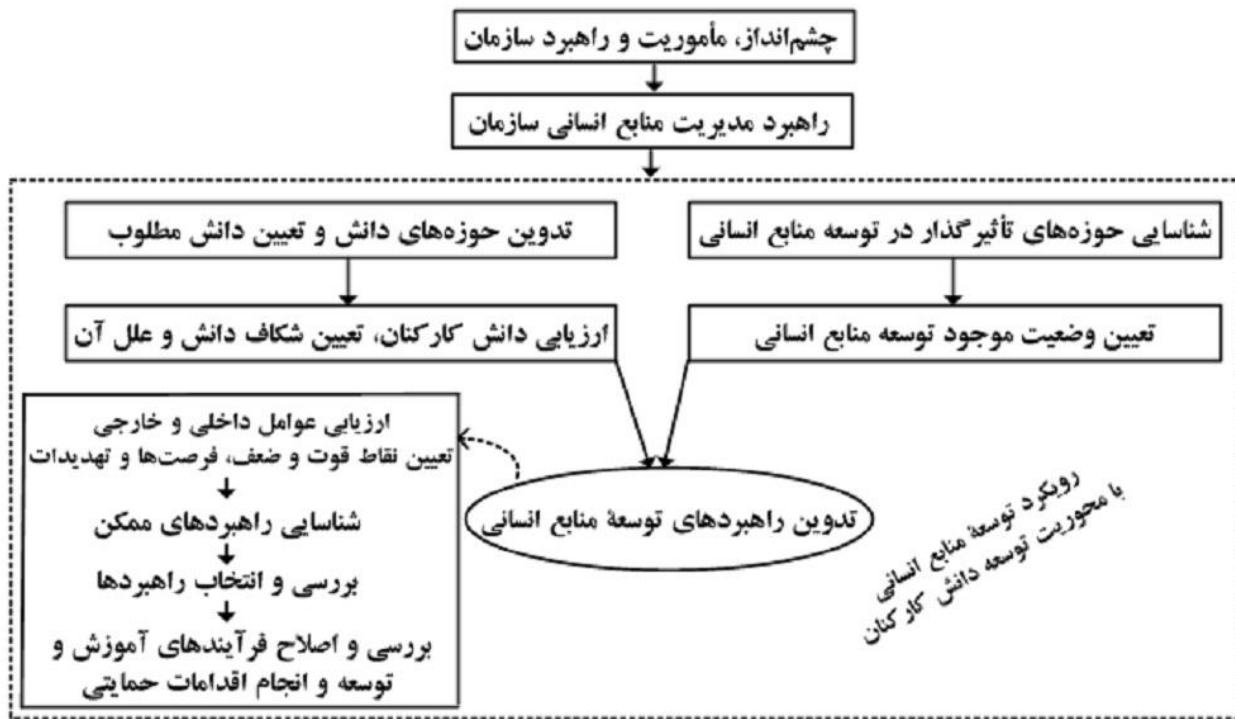 چشم‌انداز، مأموریت و راهبرد سازمان
راهبرد مدیریت منابع انسانی سازمان
شناسایی حوزه‌های تأثیرگذار در توسعه منابع انسانی
تدوین حوزه‌های دانش و تعیین دانش مطلوب
تعیین وضعیت موجود توسعه منابع انسانی
ارزیابی دانش کارکنان، تعیین شکاف دانش و علل آن
تدوین راهبردهای توسعهٔ منابع انسانی
ارزیابی عوامل داخلی و خارجی
تعیین نقاط قوت و ضعف، فرصت‌ها و تهدیدات
شناسایی راهبردهای ممکن
بررسی و انتخاب راهبردها
بررسی و اصلاح فرآیندهای آموزش و
توسعه و انجام اقدامات حمایتی
رویکرد توسعهٔ منابع انسانی
با محوریت توسعه دانش کارکنان